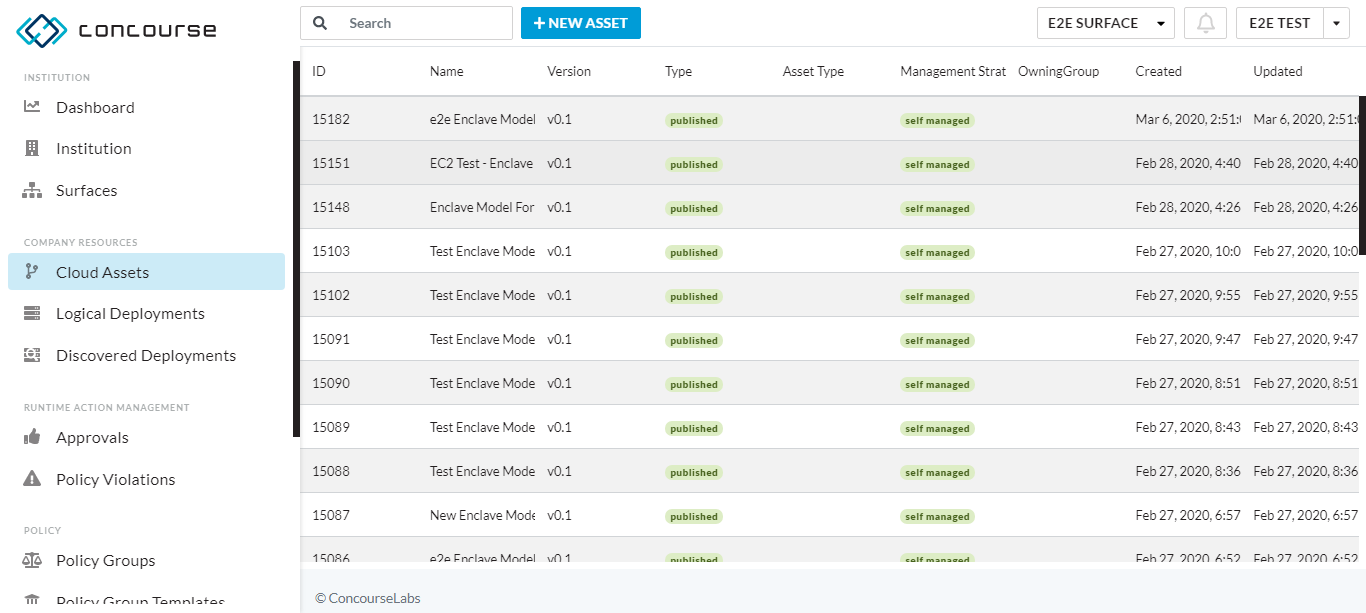 concourse
Search
NEW ASSET
E2E SURFACE
E2E TEST
INSTITUTION
Dashboard
Institution
Surfaces
COMPANY RESOURCES
Cloud Assets
Logical Deployments
Discovered Deployments
RUNTIME ACTION MANAGEMENT
Approvals
Policy Violations
POLICY
Policy Groups
Policy Group Templates
ID Name Version Type Asset Type Management Strat OwningGroup Created Updated
15182 e2e Enclave Model v0.1 published self managed Mar 6, 2020, 2:51: Mar 6, 2020, 2:51:
15151 EC2 Test - Enclave v0.1 published self managed Feb 28, 2020, 4:40 Feb 28, 2020, 4:40
15148 Enclave Model For v0.1 published self managed Feb 28, 2020, 4:26 Feb 28, 2020, 4:26
15103 Test Enclave Mode v0.1 published self managed Feb 27, 2020, 10:0 Feb 27, 2020, 10:0
15102 Test Enclave Mode v0.1 published self managed Feb 27, 2020, 9:55 Feb 27, 2020, 9:55
15091 Test Enclave Mode v0.1 published self managed Feb 27, 2020, 9:47 Feb 27, 2020, 9:47
15090 Test Enclave Mode v0.1 published self managed Feb 27, 2020, 8:51 Feb 27, 2020, 8:51
15089 Test Enclave Mode v0.1 published self managed Feb 27, 2020, 8:43 Feb 27, 2020, 8:43
15088 Test Enclave Mode v0.1 published self managed Feb 27, 2020, 8:36 Feb 27, 2020, 8:36
15087 New Enclave Mode v0.1 published self managed Feb 27, 2020, 6:57 Feb 27, 2020, 6:57
15086 e2e Enclave Model v0.1 published self managed Feb 27, 2020, 6:52 Feb 27, 2020, 6:52
© ConcourseLabs